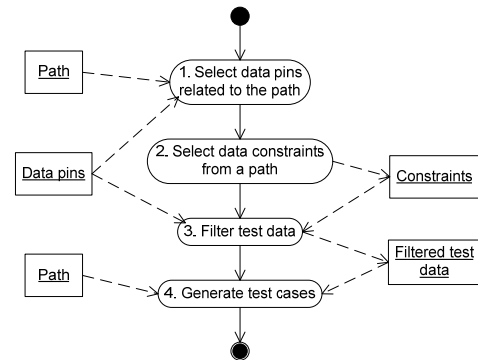 Path
1. Select data pins
related to the path
2. Select data constraints
from a path
Data pins
Constraints
3. Filter test data
Filtered test
data
Path
4. Generate test cases